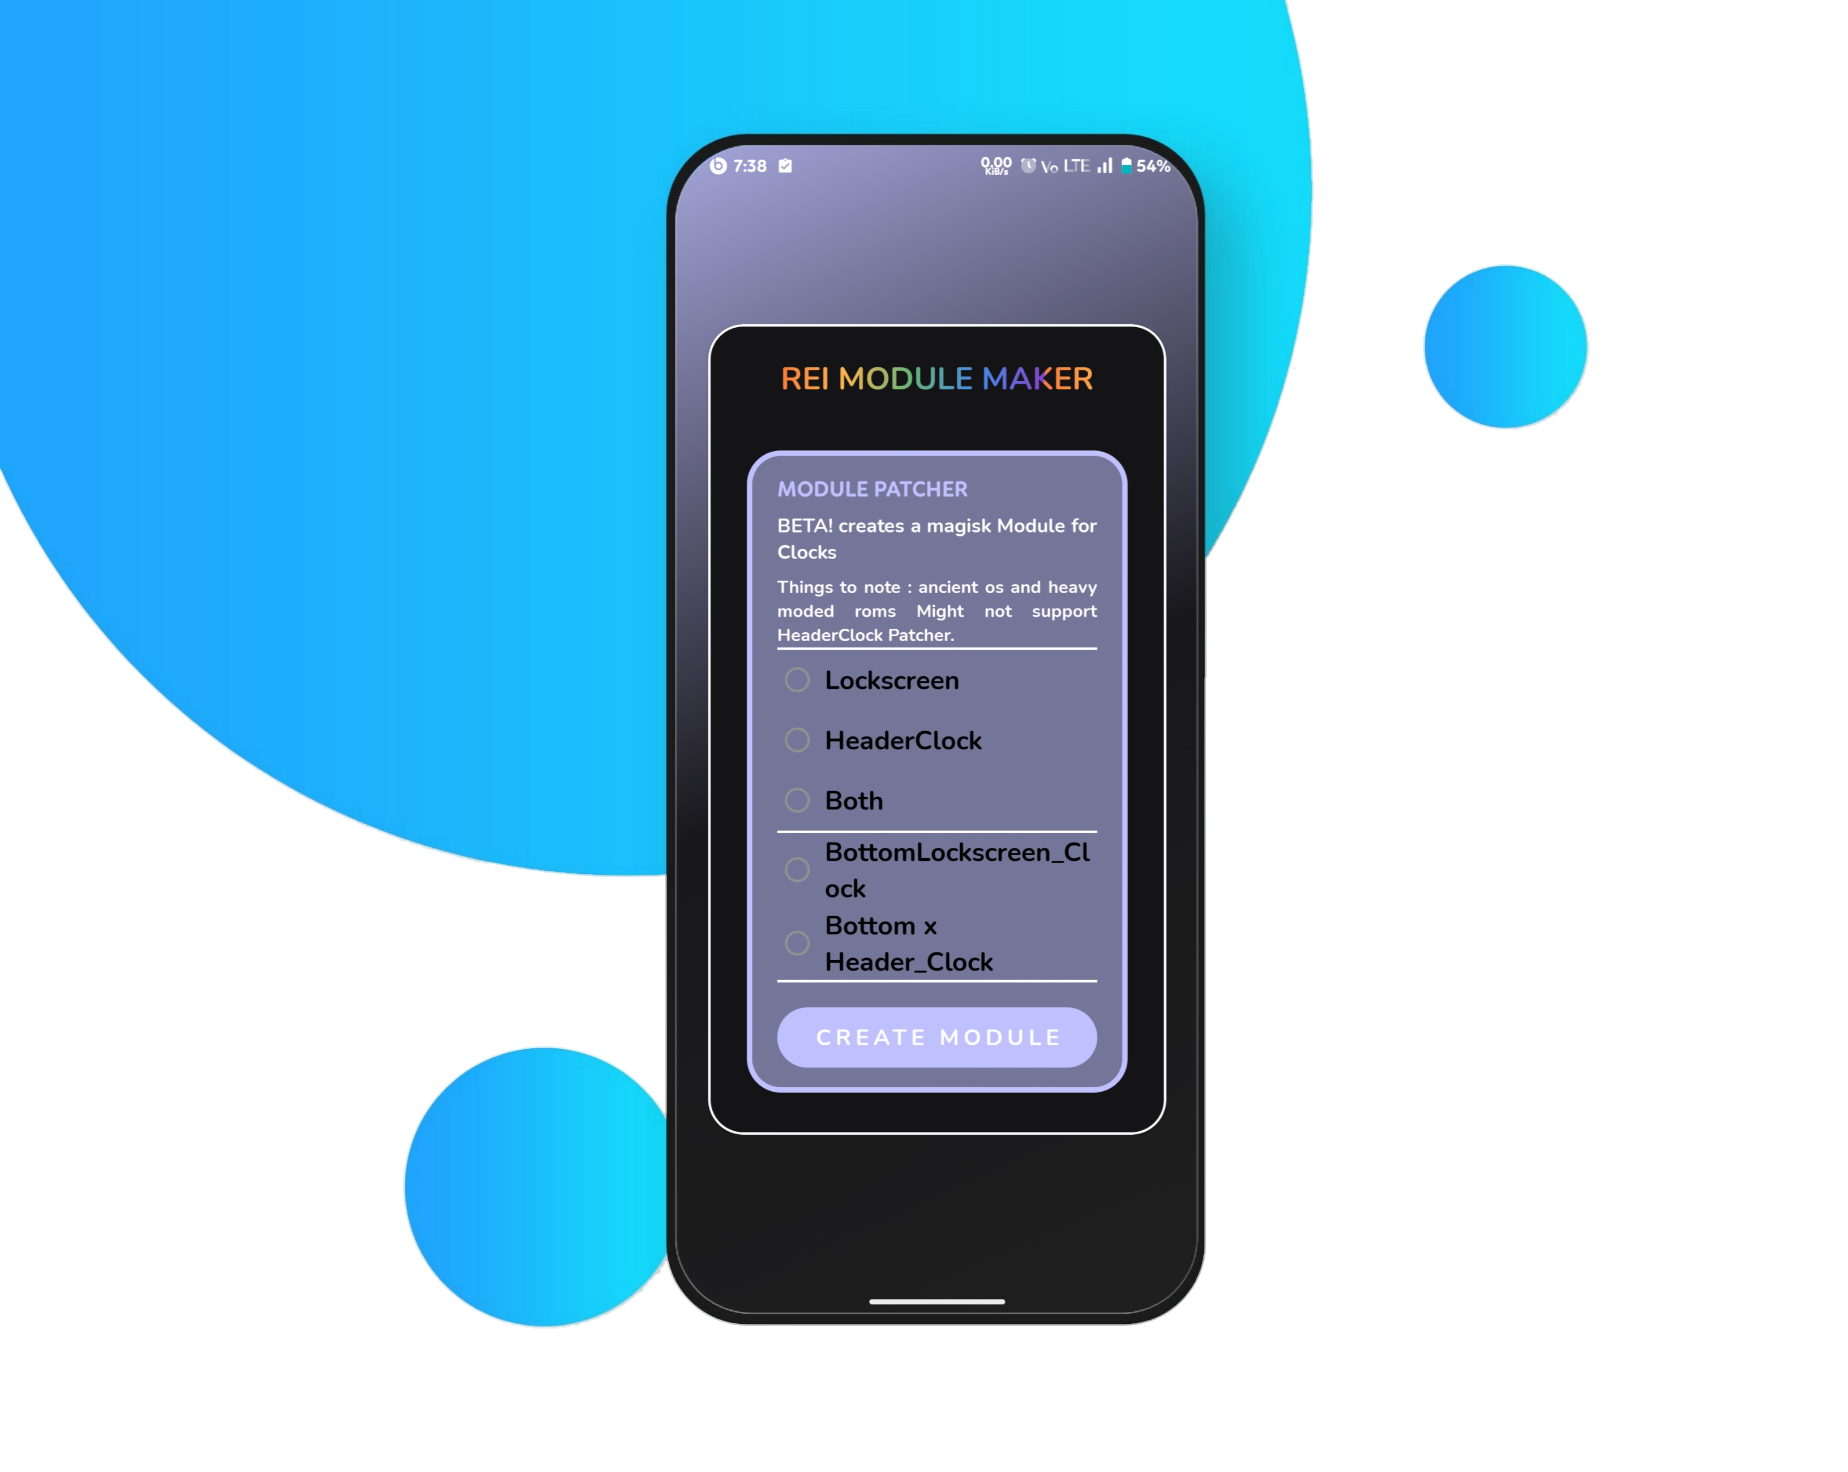 7:38
0.00
KiB/s
Vo LTE
54%
REI MODULE MAKER
MODULE PATCHER
BETA! creates a magisk Module for
Clocks
Things to note : ancient os and heavy
moded roms Might not support
HeaderClock Patcher.
Lockscreen
HeaderClock
Both
BottomLockscreen_Cl
ock
Bottom x
Header_Clock
CREATE MODULE